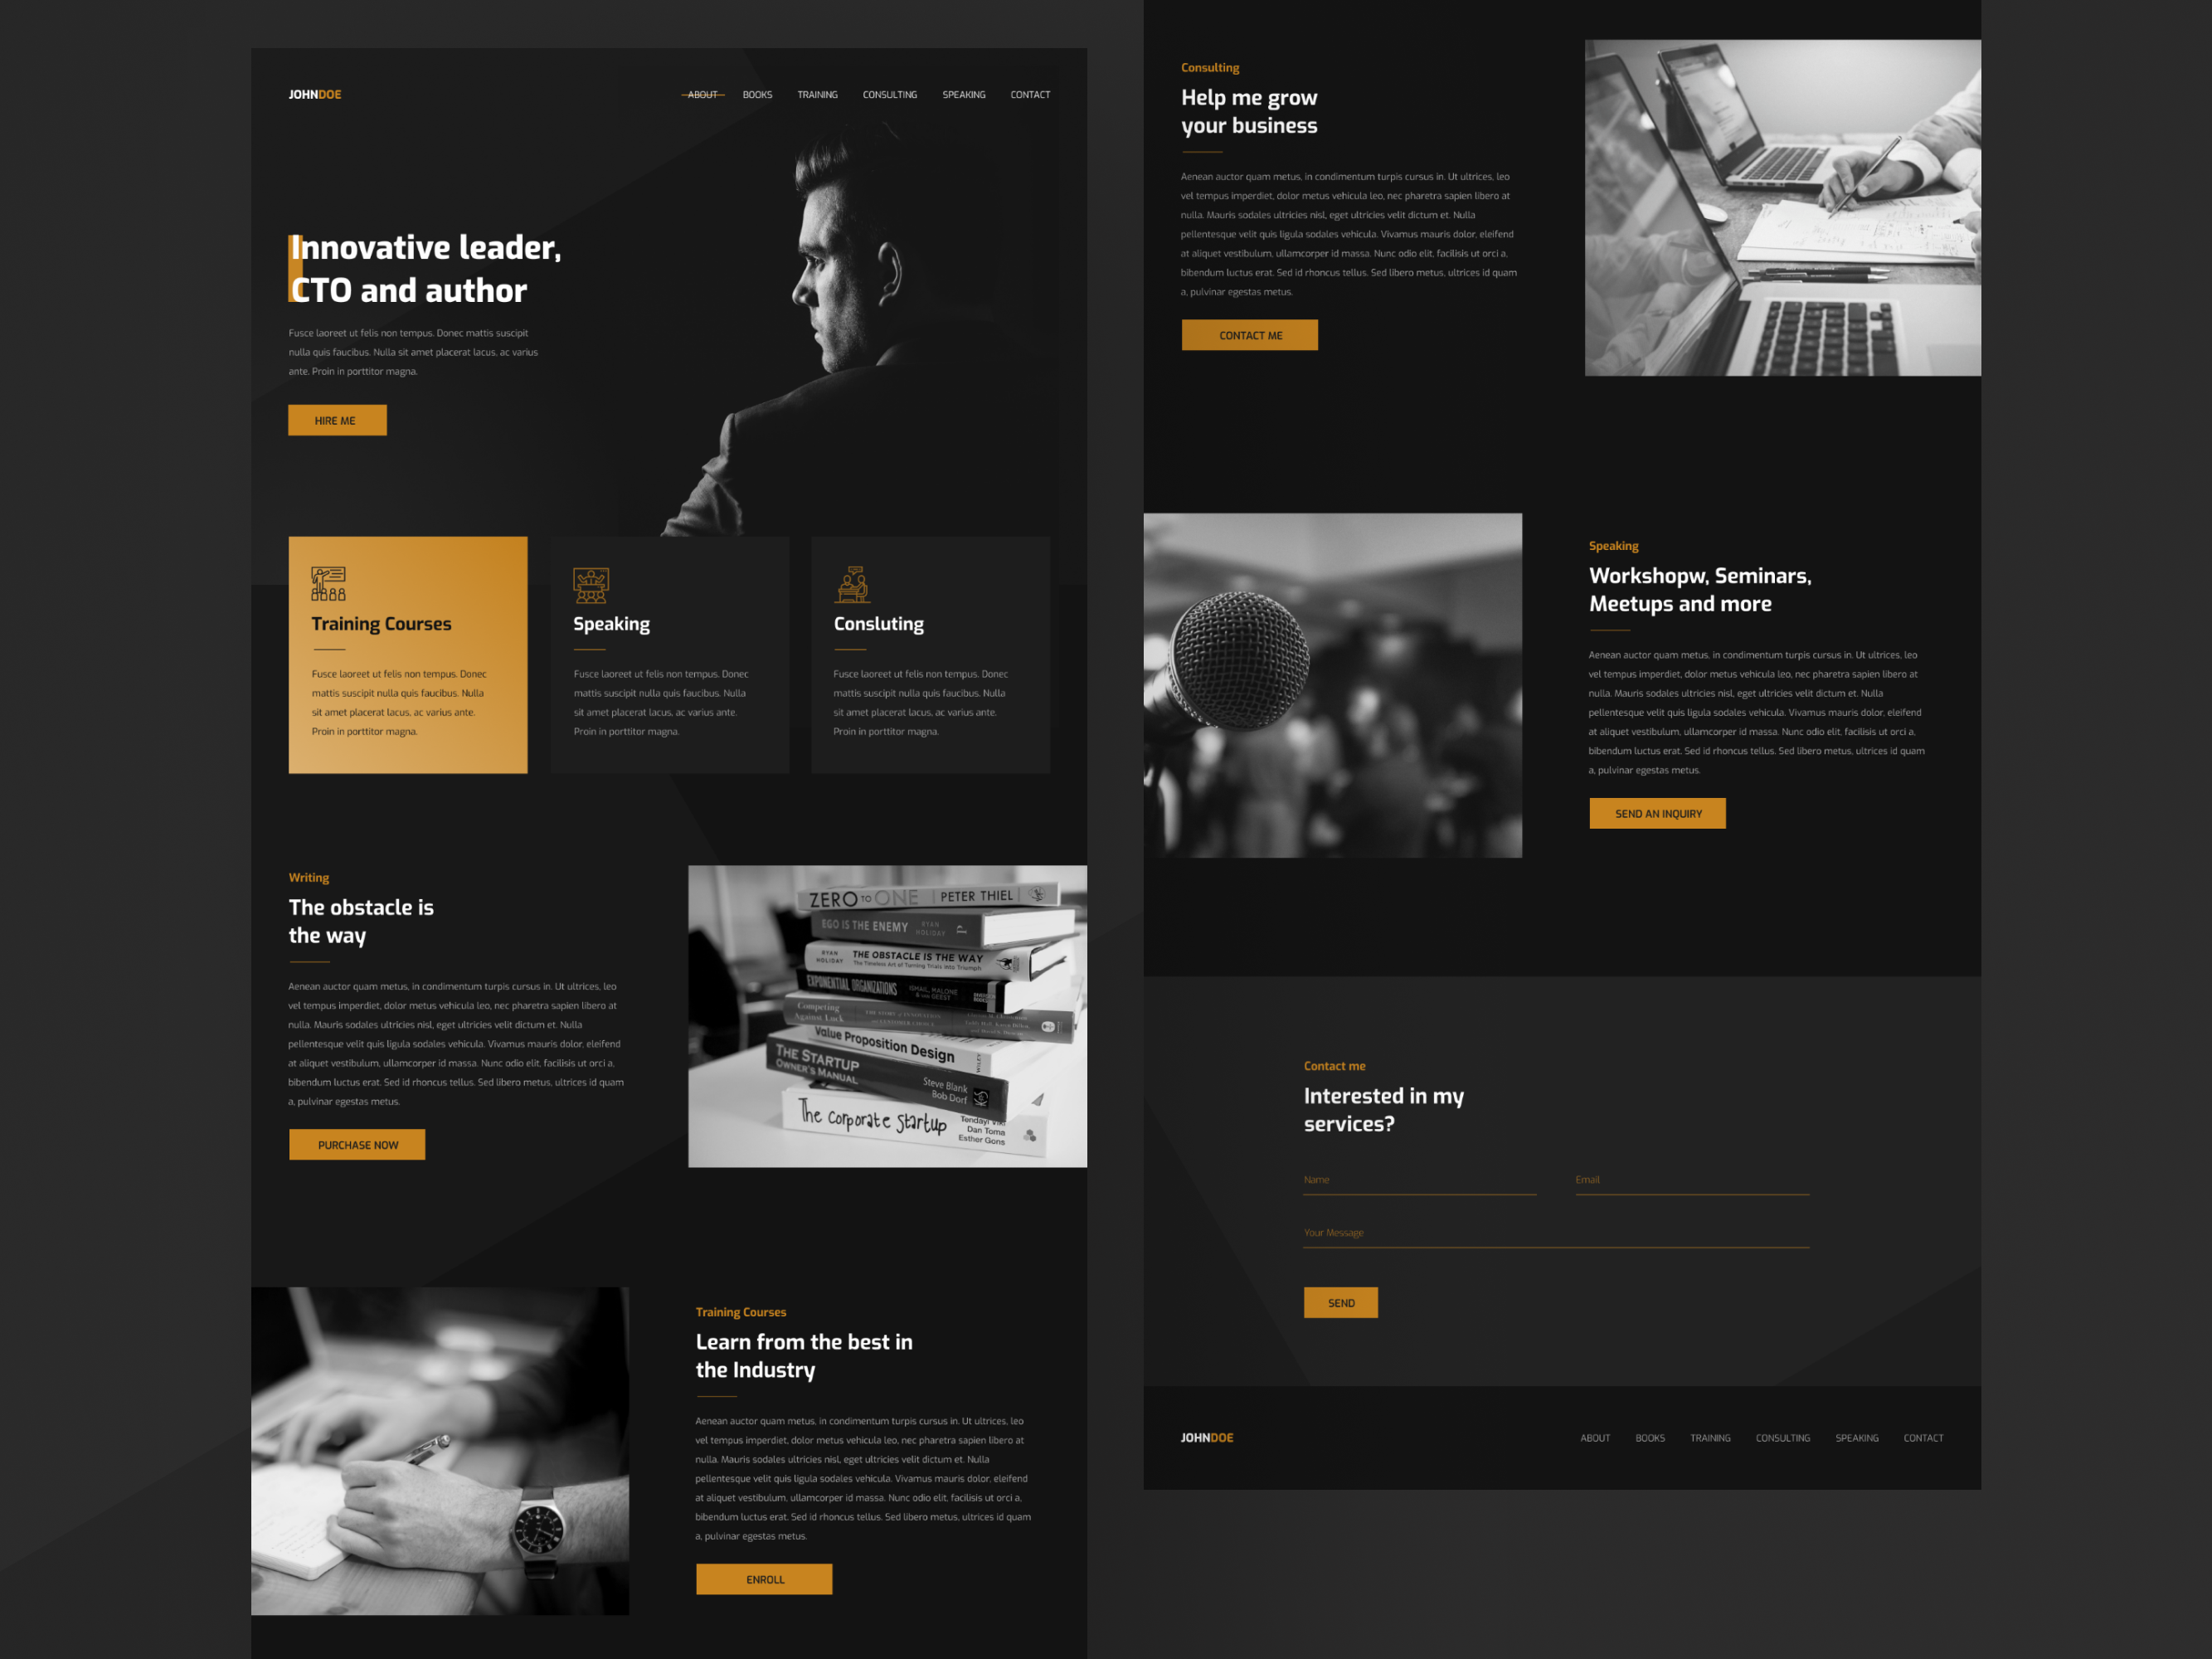 JOHNDOE
ABOUT BOOKS TRAINING CONSULTING SPEAKING CONTACT
Innovative leader,
CTO and author
Fusce laoreet ut felis non tempus. Donec mattis suscipit
nulla quis faucibus. Nulla sit amet placerat lacus, ac varius
ante. Proin in porttitor magna.
HIRE ME
Training Courses
Fusce laoreet ut felis non tempus. Donec
mattis suscipit nulla quis faucibus. Nulla
sit amet placerat lacus, ac varius ante.
Proin in porttitor magna.
Speaking
Fusce laoreet ut felis non tempus. Donec
mattis suscipit nulla quis faucibus. Nulla
sit amet placerat lacus, ac varius ante.
Proin in porttitor magna.
Consluting
Fusce laoreet ut felis non tempus. Donec
mattis suscipit nulla quis faucibus. Nulla
sit amet placerat lacus, ac varius ante.
Proin in porttitor magna.
Writing
The obstacle is
the way
Aenean auctor quam metus, in condimentum turpis cursus in. Ut ultrices, leo
vel tempus imperdiet, dolor metus vehicula leo, nec pharetra sapien libero at
nulla. Mauris sodales ultricies nisl, eget ultricies velit dictum et. Nulla
pellentesque velit quis ligula sodales vehicula. Vivamus mauris dolor, eleifend
at aliquet vestibulum, ullamcorper id massa. Nunc odio elit, facilisis ut orci a,
bibendum luctus erat. Sed id rhoncus tellus. Sed libero metus, ultrices id quam
a, pulvinar egestas metus.
PURCHASE NOW
ZERO TO ONE PETER THIEL
EGO IS THE ENEMY RYAN HOLIDAY
RYAN HOLIDAY THE OBSTACLE IS THE WAY
The Timeless Art of Turning Trials into Triumph
EXPONENTIAL ORGANIZATIONS ISMAIL, MALONE & VAN GEEST
Competing
Against Luck
Value Proposition Design WILEY
THE STARTUP
OWNER'S MANUAL
Steve Blank
Bob Dorf
The corporate startup
Tendayi Viki
Dan Toma
Esther Gons
Training Courses
Learn from the best in
the Industry
Aenean auctor quam metus, in condimentum turpis cursus in. Ut ultrices, leo
vel tempus imperdiet, dolor metus vehicula leo, nec pharetra sapien libero at
nulla. Mauris sodales ultricies nisl, eget ultricies velit dictum et. Nulla
pellentesque velit quis ligula sodales vehicula. Vivamus mauris dolor, eleifend
at aliquet vestibulum, ullamcorper id massa. Nunc odio elit, facilisis ut orci a,
bibendum luctus erat. Sed id rhoncus tellus. Sed libero metus, ultrices id quam
a, pulvinar egestas metus.
ENROLL
Consulting
Help me grow
your business
Aenean auctor quam metus, in condimentum turpis cursus in. Ut ultrices, leo
vel tempus imperdiet, dolor metus vehicula leo, nec pharetra sapien libero at
nulla. Mauris sodales ultricies nisl, eget ultricies velit dictum et. Nulla
pellentesque velit quis ligula sodales vehicula. Vivamus mauris dolor, eleifend
at aliquet vestibulum, ullamcorper id massa. Nunc odio elit, facilisis ut orci a,
bibendum luctus erat. Sed id rhoncus tellus. Sed libero metus, ultrices id quam
a, pulvinar egestas metus.
CONTACT ME
Speaking
Workshopw, Seminars,
Meetups and more
Aenean auctor quam metus, in condimentum turpis cursus in. Ut ultrices, leo
vel tempus imperdiet, dolor metus vehicula leo, nec pharetra sapien libero at
nulla. Mauris sodales ultricies nisl, eget ultricies velit dictum et. Nulla
pellentesque velit quis ligula sodales vehicula. Vivamus mauris dolor, eleifend
at aliquet vestibulum, ullamcorper id massa. Nunc odio elit, facilisis ut orci a,
bibendum luctus erat. Sed id rhoncus tellus. Sed libero metus, ultrices id quam
a, pulvinar egestas metus.
SEND AN INQUIRY
Contact me
Interested in my
services?
Name Email
Your Message
SEND
JOHNDOE
ABOUT BOOKS TRAINING CONSULTING SPEAKING CONTACT